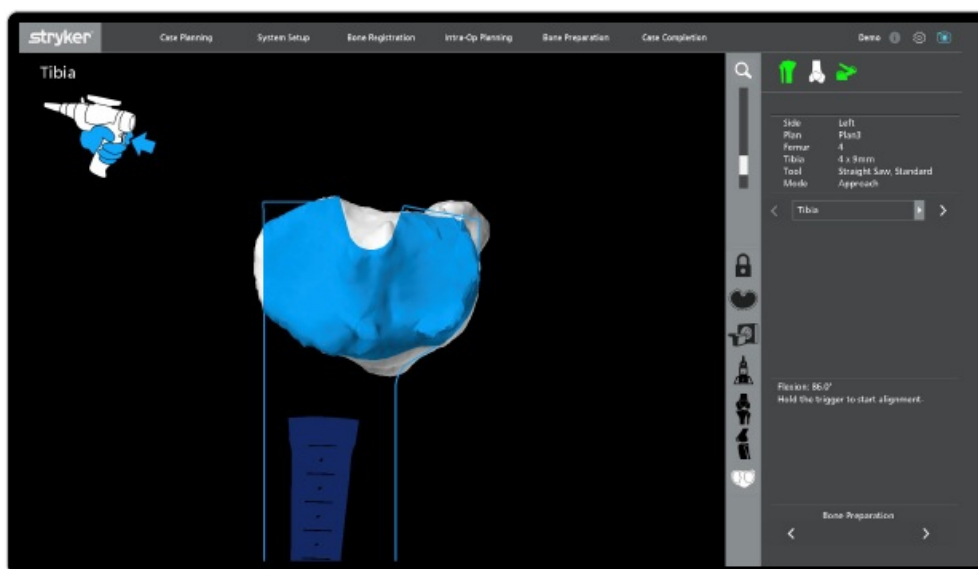 stryker
Case Planning
System Setup
Bone Registration
Intra-Op Planning
Bone Preparation
Case Completion
Demo
Tibia
Side Left
Plan Plan3
Femur 4
Tibia 4 x 9mm
Tool Straight Saw, Standard
Mode Approach
Tibia
Flexion: 86.0°
Hold the trigger to start alignment.
Bone Preparation